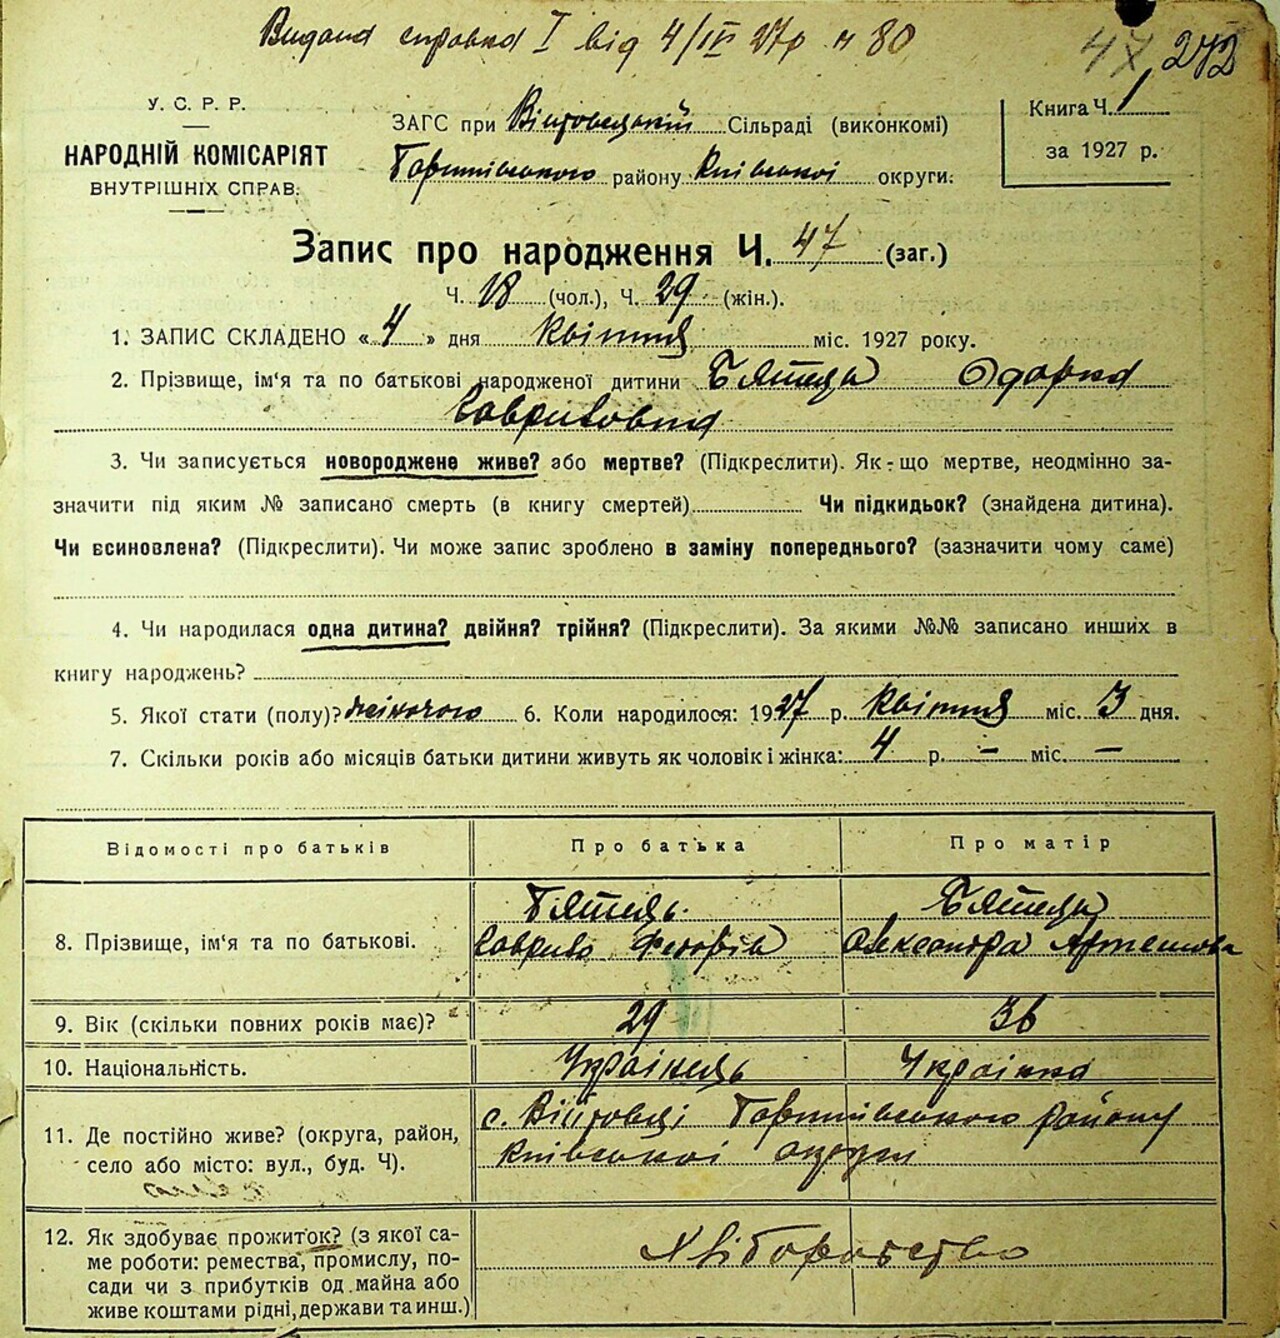 Видана справка І від 4/IV 27р н 80
47 272
У. С. Р. Р.
НАРОДНІЙ КОМІСАРІЯТ
ВНУТРІШНІХ СПРАВ.
ЗАГС при Війтовецькій Сільраді (виконкомі)
району Київської округи.
Книга Ч. 1
за 1927 р.
Запис про народження Ч. 47 (заг.)
Ч. 18 (чол.), Ч. 29 (жін.).
1. ЗАПИС СКЛАДЕНО «4» дня Квітня міс. 1927 року.
2. Прізвище, ім'я та по батькові народженої дитини Одарка
Гавриловна
3. Чи записується новороджене живе? або мертве? (Підкреслити). Як-що мертве, неодмінно за-
значити під яким № записано смерть (в книгу смертей) Чи підкидьок? (знайдена дитина).
Чи всиновлена? (Підкреслити). Чи може запис зроблено в заміну попереднього? (зазначити чому саме)
4. Чи народилася одна дитина? двійня? трійня? (Підкреслити). За якими №№ записано инших в
книгу народжень?
5. Якої стати (полу)? жіночого 6. Коли народилося: 1927 р. Квітня міс. 3 дня.
7. Скільки років або місяців батьки дитини живуть як чоловік і жінка: 4 р. — міс. —
Відомості про батьків
Про батька
Про матір
8. Прізвище, ім'я та по батькові.
Гаврило Федорів
Олександра Артемова
9. Вік (скільки повних років має)?
29
36
10. Національність.
Українець
Українка
11. Де постійно живе? (округа, район,
село або місто: вул., буд. Ч).
с. Війтовці району
Київської округи
12. Як здобуває прожиток? (з якої са-
ме роботи: ремества, промислу, по-
сади чи з прибутків од майна або
живе коштами рідні, держави та инш.)
Хліборобство